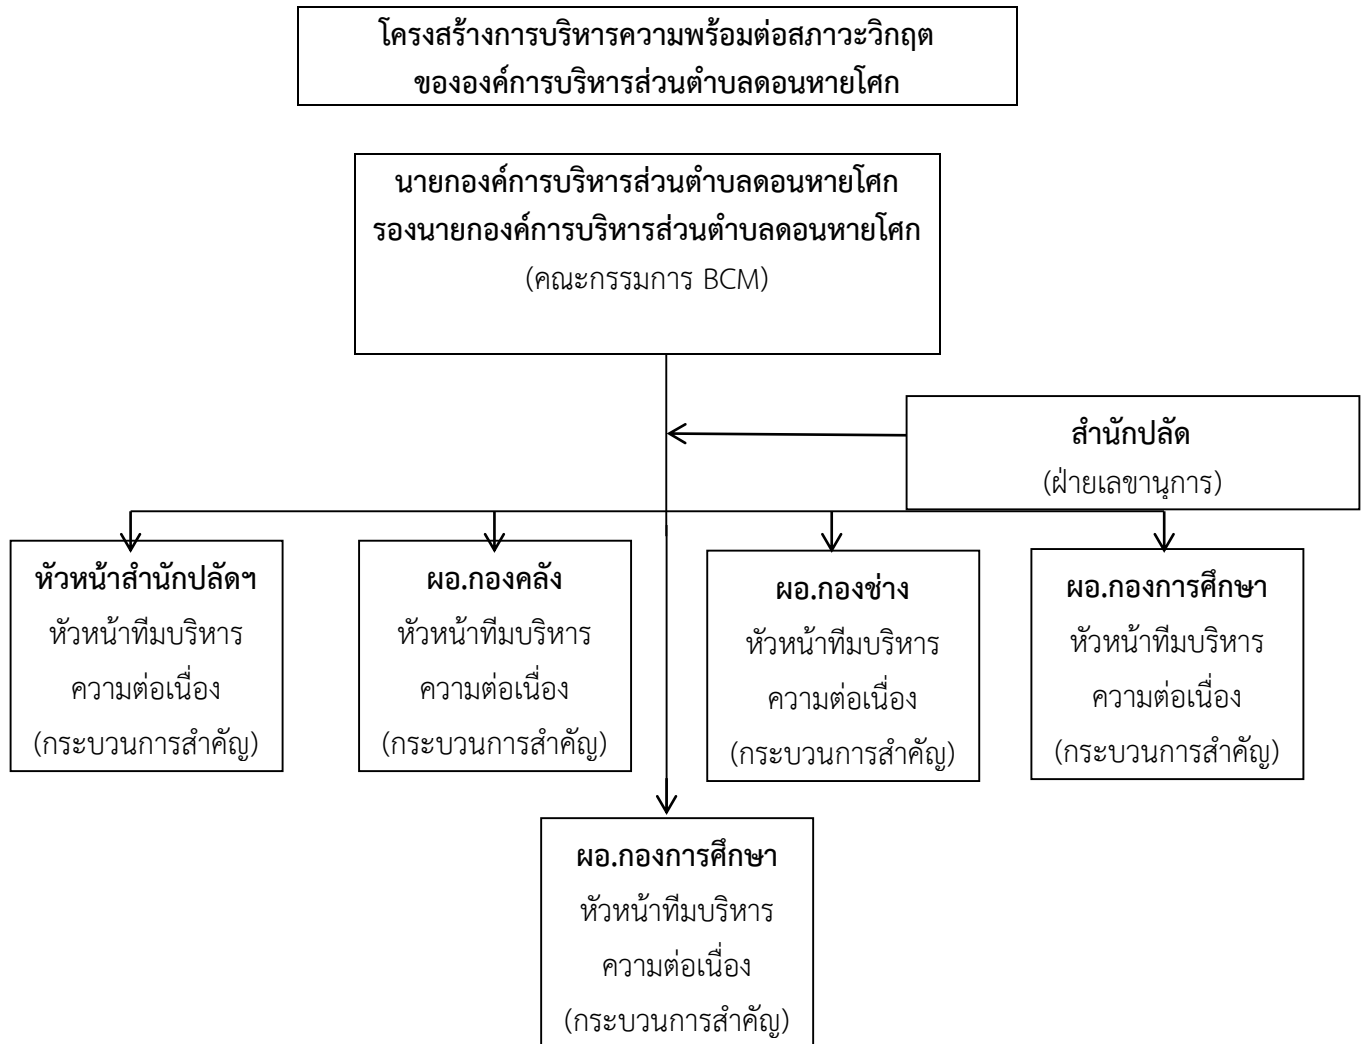 โครงสร้างการบริหารความพร้อมต่อสภาวะวิกฤต
ขององค์การบริหารส่วนตำบลดอนหายโศก
นายกองค์การบริหารส่วนตำบลดอนหายโศก
รองนายกองค์การบริหารส่วนตำบลดอนหายโศก
(คณะกรรมการ BCM)
สำนักปลัด
(ฝ่ายเลขานุการ)
หัวหน้าสำนักปลัดฯ
หัวหน้าทีมบริหาร
ความต่อเนื่อง
(กระบวนการสำคัญ)
ผอ.กองคลัง
หัวหน้าทีมบริหาร
ความต่อเนื่อง
(กระบวนการสำคัญ)
ผอ.กองช่าง
หัวหน้าทีมบริหาร
ความต่อเนื่อง
(กระบวนการสำคัญ)
ผอ.กองการศึกษา
หัวหน้าทีมบริหาร
ความต่อเนื่อง
(กระบวนการสำคัญ)
ผอ.กองการศึกษา
หัวหน้าทีมบริหาร
ความต่อเนื่อง
(กระบวนการสำคัญ)